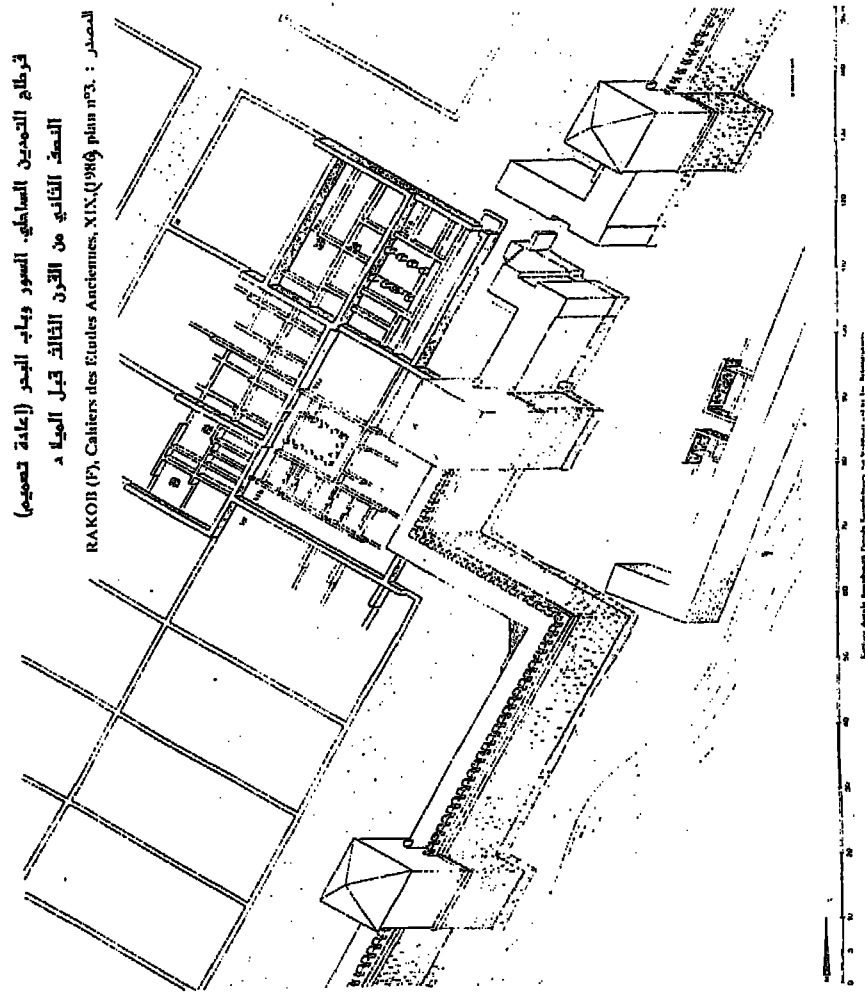 قرطاج التمدين الساحلي. السور وباب البحر (إعادة تصميم)
النصف الثاني من القرن الثالث قبل الميلاد
المصدر : RAKOB (F), Cahiers des Etudes Anciennes, XIX,(1986) plan n°3.